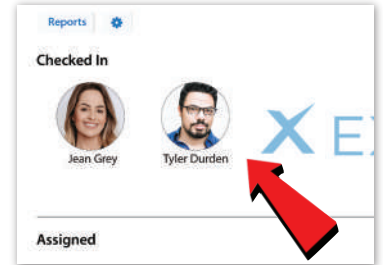 Reports
Checked In
Jean Grey Tyler Durden
X E
Assigned